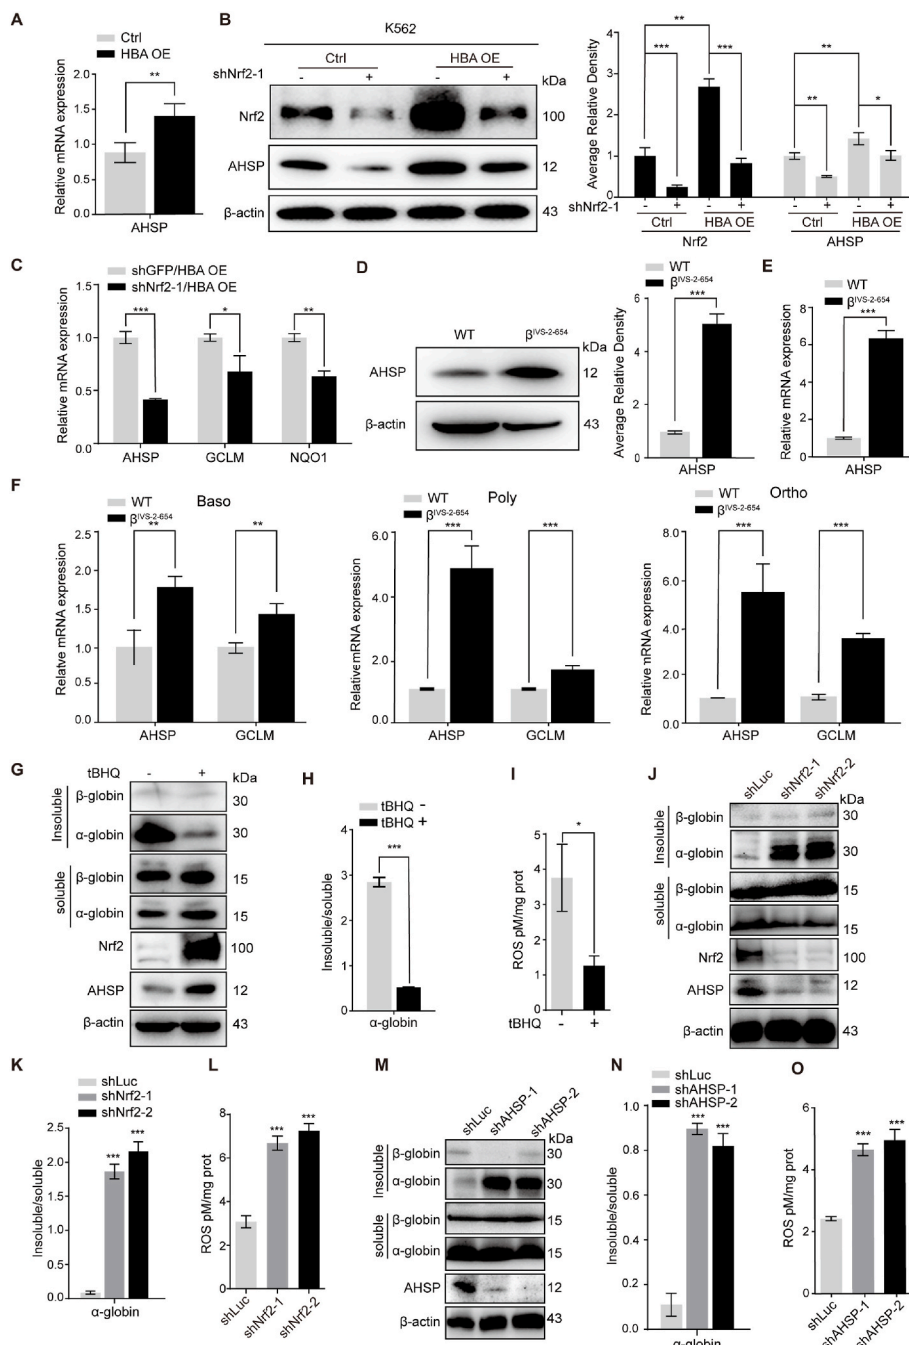 A
Ctrl
HBA OE
**
Relative mRNA expression
2.0
1.5
1.0
0.5
0.0
AHSP
B
K562
Ctrl HBA OE
shNrf2-1 - + - + kDa
Nrf2 100
AHSP 12
β-actin 43
Average Relative Density
4
3
2
1
0
** *** *** ** ** *
shNrf2-1 - + - + - + - +
Ctrl HBA OE Ctrl HBA OE
Nrf2 AHSP
C
shGFP/HBA OE
shNrf2-1/HBA OE
*** * **
Relative mRNA expression
1.5
1.0
0.5
0.0
AHSP GCLM NQO1
D
WT βIVS-2-654
kDa
AHSP 12
β-actin 43
WT
βIVS-2-654
***
Average Relative Density
6
4
2
0
AHSP
E
WT
βIVS-2-654
***
Relative mRNA expression
8
6
4
2
0
AHSP
F
WT
βIVS-2-654
Baso
** **
Relative mRNA expression
2.5
2.0
1.5
1.0
0.5
0.0
AHSP GCLM
WT
βIVS-2-654
Poly
*** ***
Relative mRNA expression
6.0
4.0
2.0
0.0
AHSP GCLM
WT
βIVS-2-654
Ortho
*** ***
Relative mRNA expression
8.0
6.0
4.0
2.0
0.0
AHSP GCLM
G
tBHQ - + kDa
Insoluble
β-globin 30
α-globin 30
soluble
β-globin 15
α-globin 15
Nrf2 100
AHSP 12
β-actin 43
H
tBHQ -
tBHQ +
***
Insoluble/soluble
4
3
2
0
α-globin
I
*
ROS pM/mg prot
5
4
3
2
1
0
tBHQ - +
J
shLuc shNrf2-1 shNrf2-2
kDa
Insoluble
β-globin 30
α-globin 30
soluble
β-globin 15
α-globin 15
Nrf2 100
AHSP 12
β-actin 43
K
shLuc
shNrf2-1
shNrf2-2
*** ***
Insoluble/soluble
2.5
2.0
1.5
1.0
0.5
0.0
α-globin
L
*** ***
ROS pM/mg prot
8
6
4
2
0
shLuc shNrf2-1 shNrf2-2
M
shLuc shAHSP-1 shAHSP-2
kDa
Insoluble
β-globin 30
α-globin 30
soluble
β-globin 15
α-globin 15
AHSP 12
β-actin 43
N
shLuc
shAHSP-1
shAHSP-2
*** ***
Insoluble/soluble
1.0
0.8
0.6
0.4
0.2
0.0
α-globin
O
*** ***
ROS pM/mg prot
6
4
2
0
shLuc shAHSP-1 shAHSP-2